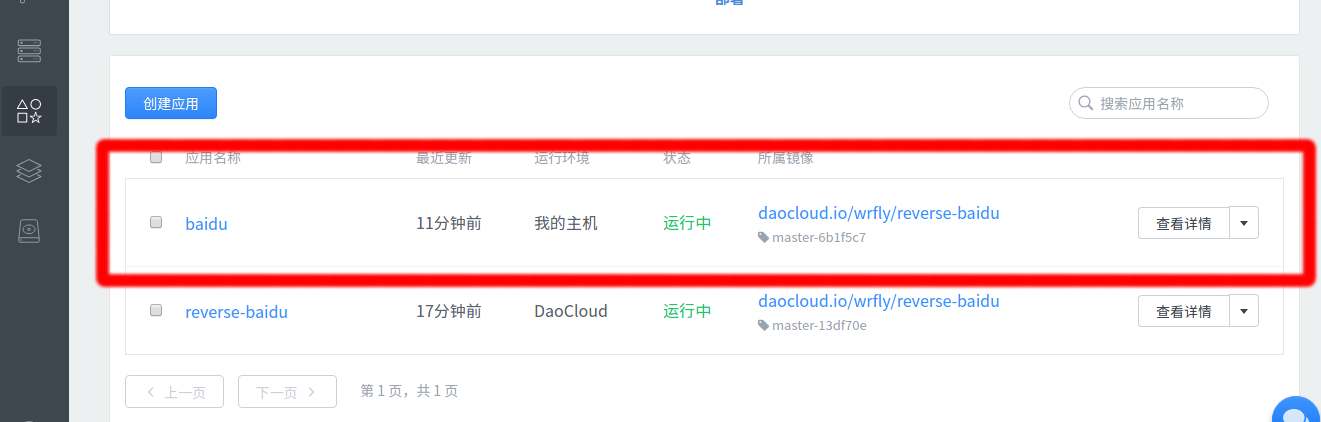 部署
创建应用
搜索应用名称
应用名称 最近更新 运行环境 状态 所属镜像
baidu 11分钟前 我的主机 运行中 daocloud.io/wrfly/reverse-baidu 查看详情
master-6b1f5c7
reverse-baidu 17分钟前 DaoCloud 运行中 daocloud.io/wrfly/reverse-baidu 查看详情
master-13df70e
上一页 下一页 第 1 页，共 1 页